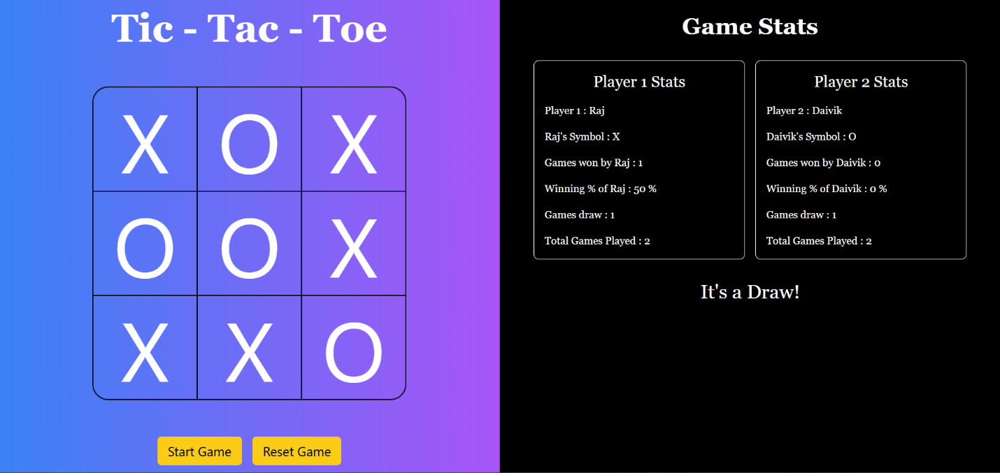 Tic - Tac - Toe
X O X
O O X
X X O
Start Game Reset Game
Game Stats
Player 1 Stats
Player 1 : Raj
Raj's Symbol : X
Games won by Raj : 1
Winning % of Raj : 50 %
Games draw : 1
Total Games Played : 2
Player 2 Stats
Player 2 : Daivik
Daivik's Symbol : O
Games won by Daivik : 0
Winning % of Daivik : 0 %
Games draw : 1
Total Games Played : 2
It's a Draw!